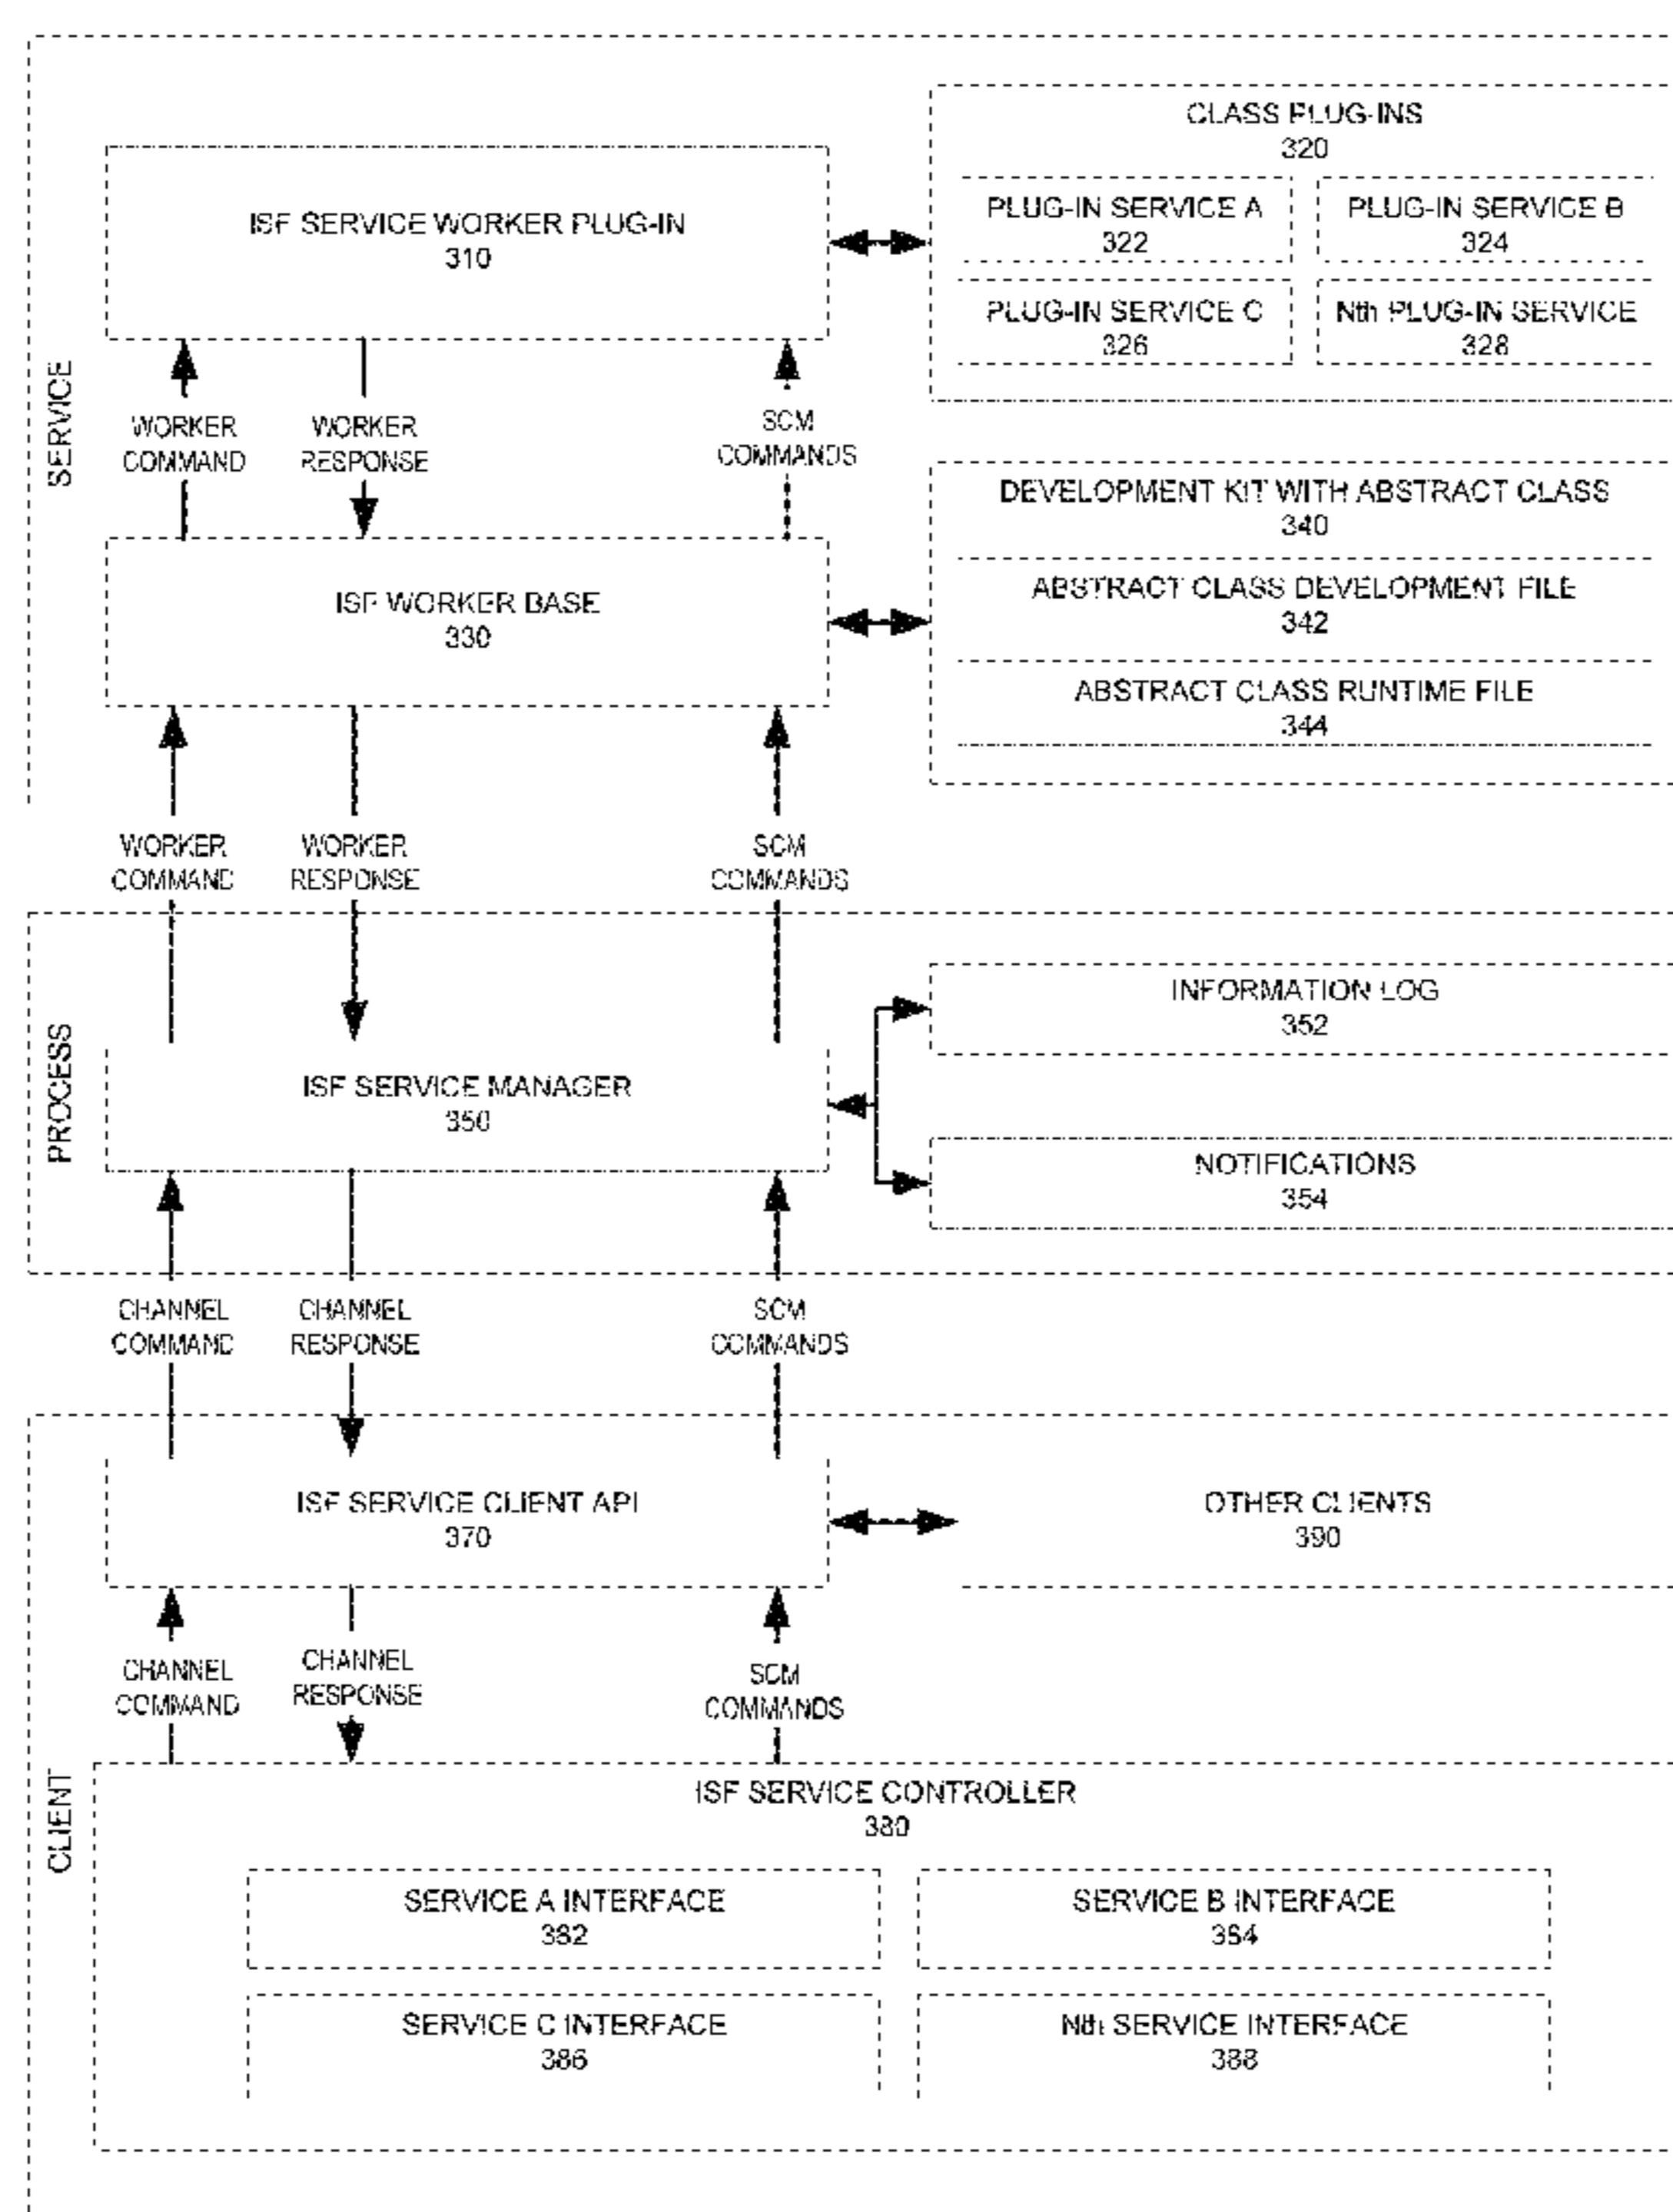 SERVICE
CLASS PLUG-INS
320
ISF SERVICE WORKER PLUG-IN
310
PLUG-IN SERVICE A
322
PLUG-IN SERVICE B
324
PLUG-IN SERVICE C
326
Nth PLUG-IN SERVICE
328
WORKER
COMMAND
WORKER
RESPONSE
SCM
COMMANDS
DEVELOPMENT KIT WITH ABSTRACT CLASS
340
ISF WORKER BASE
330
ABSTRACT CLASS DEVELOPMENT FILE
342
ABSTRACT CLASS RUNTIME FILE
344
WORKER
COMMAND
WORKER
RESPONSE
SCM
COMMANDS
PROCESS
INFORMATION LOG
352
ISF SERVICE MANAGER
350
NOTIFICATIONS
354
CHANNEL
COMMAND
CHANNEL
RESPONSE
SCM
COMMANDS
CLIENT
ISF SERVICE CLIENT API
370
OTHER CLIENTS
390
CHANNEL
COMMAND
CHANNEL
RESPONSE
SCM
COMMANDS
ISF SERVICE CONTROLLER
380
SERVICE A INTERFACE
382
SERVICE B INTERFACE
384
SERVICE C INTERFACE
386
Nth SERVICE INTERFACE
388